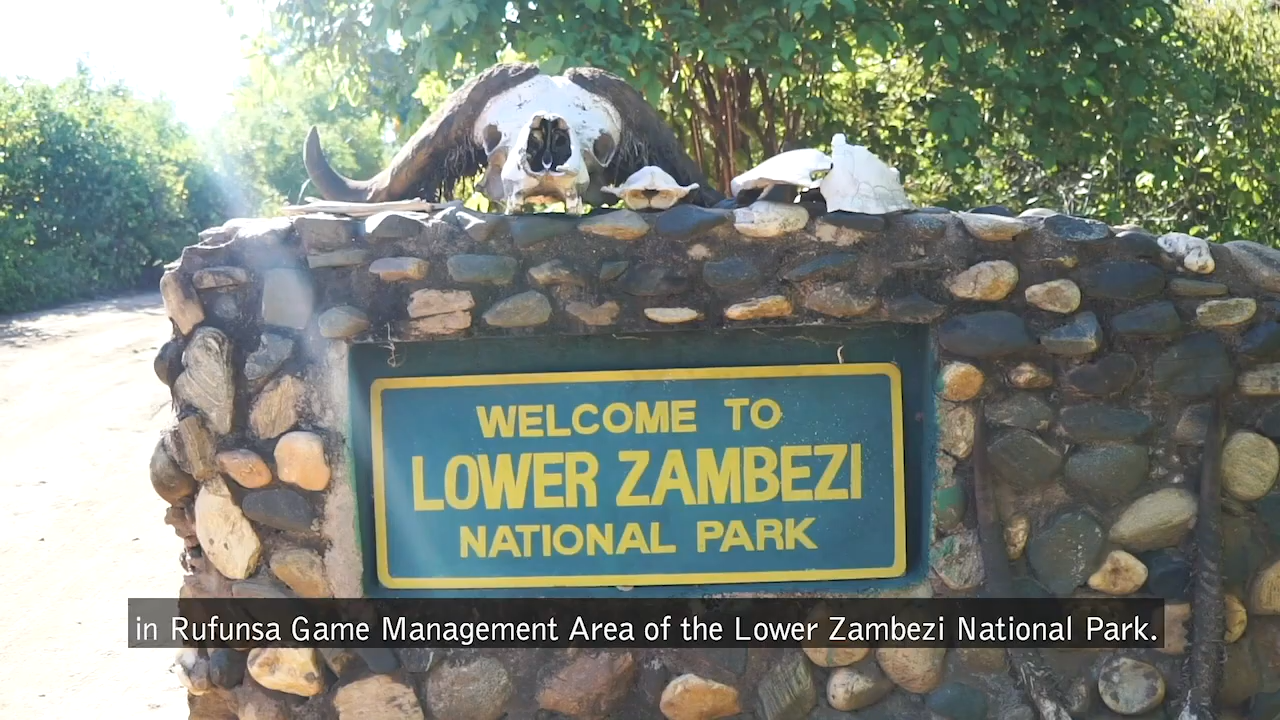 WELCOME TO
LOWER ZAMBEZI
NATIONAL PARK
in Rufunsa Game Management Area of the Lower Zambezi National Park.